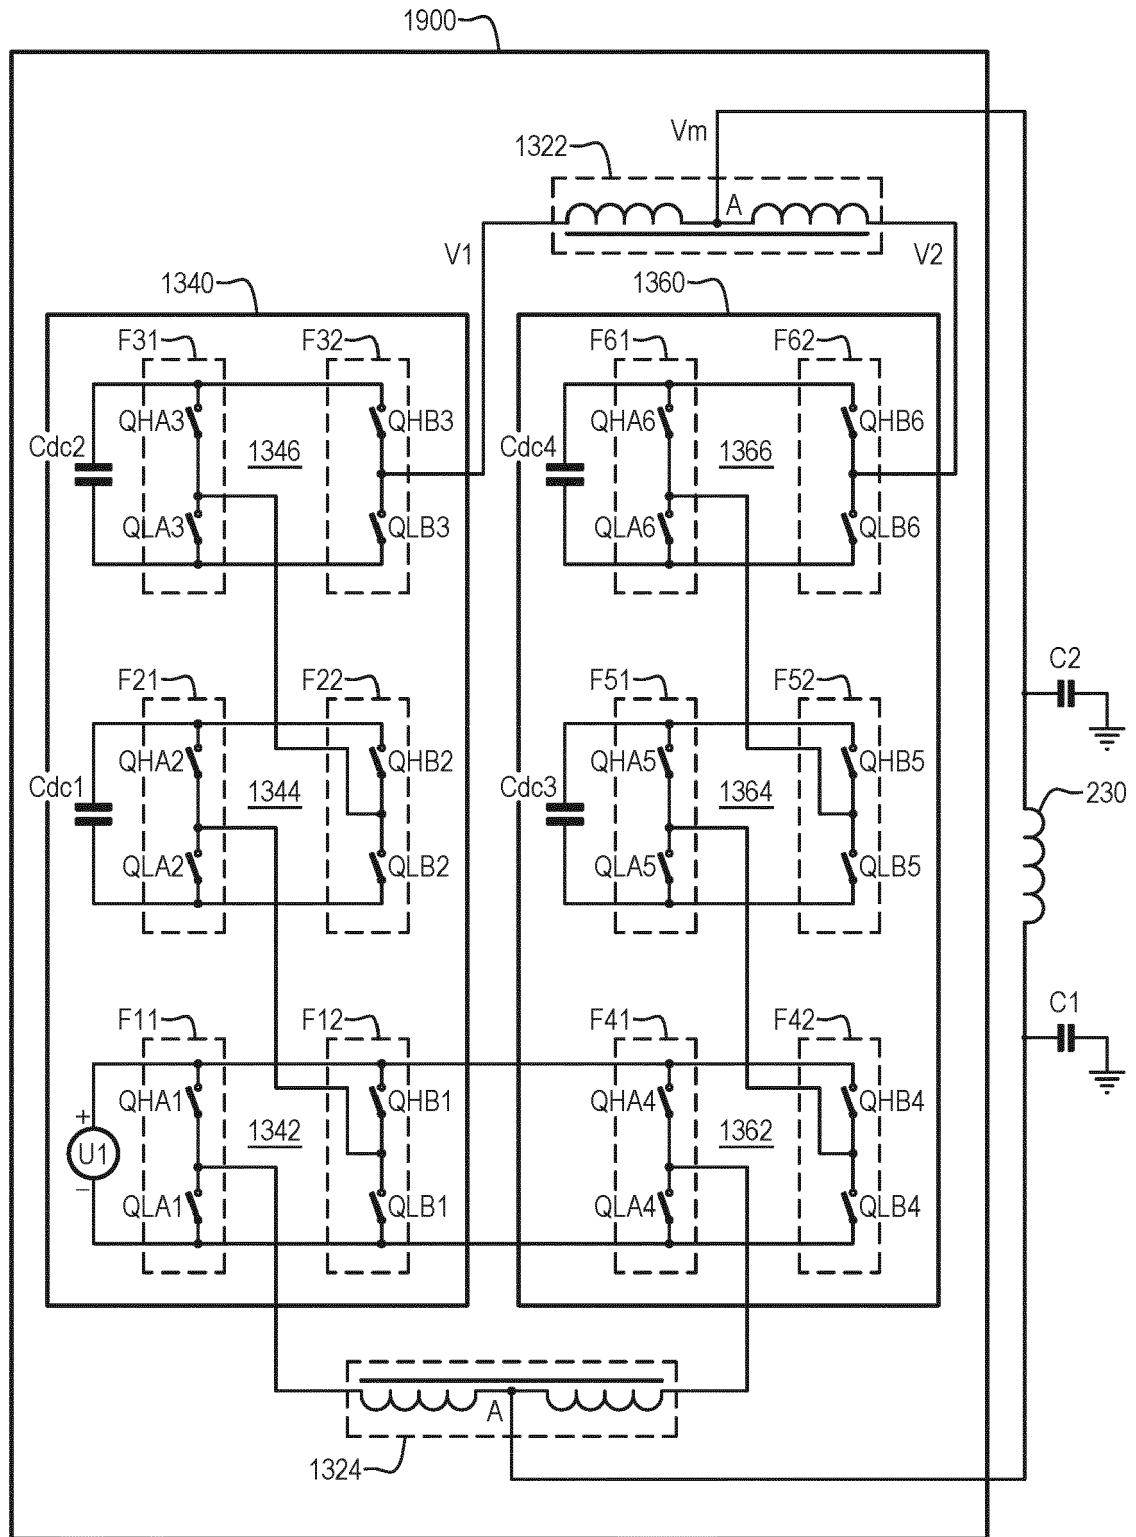 1900
Vm
1322
A
V1
V2
1340
1360
F31
F32
F61
F62
QHA3
QHB3
QHA6
QHB6
Cdc2
1346
Cdc4
1366
QLA3
QLB3
QLA6
QLB6
F21
F22
F51
F52
C2
QHA2
QHB2
QHA5
QHB5
Cdc1
1344
Cdc3
1364
230
QLA2
QLB2
QLA5
QLB5
F11
F12
F41
F42
C1
QHA1
QHB1
QHA4
QHB4
+
U1
−
1342
1362
QLA1
QLB1
QLA4
QLB4
A
1324